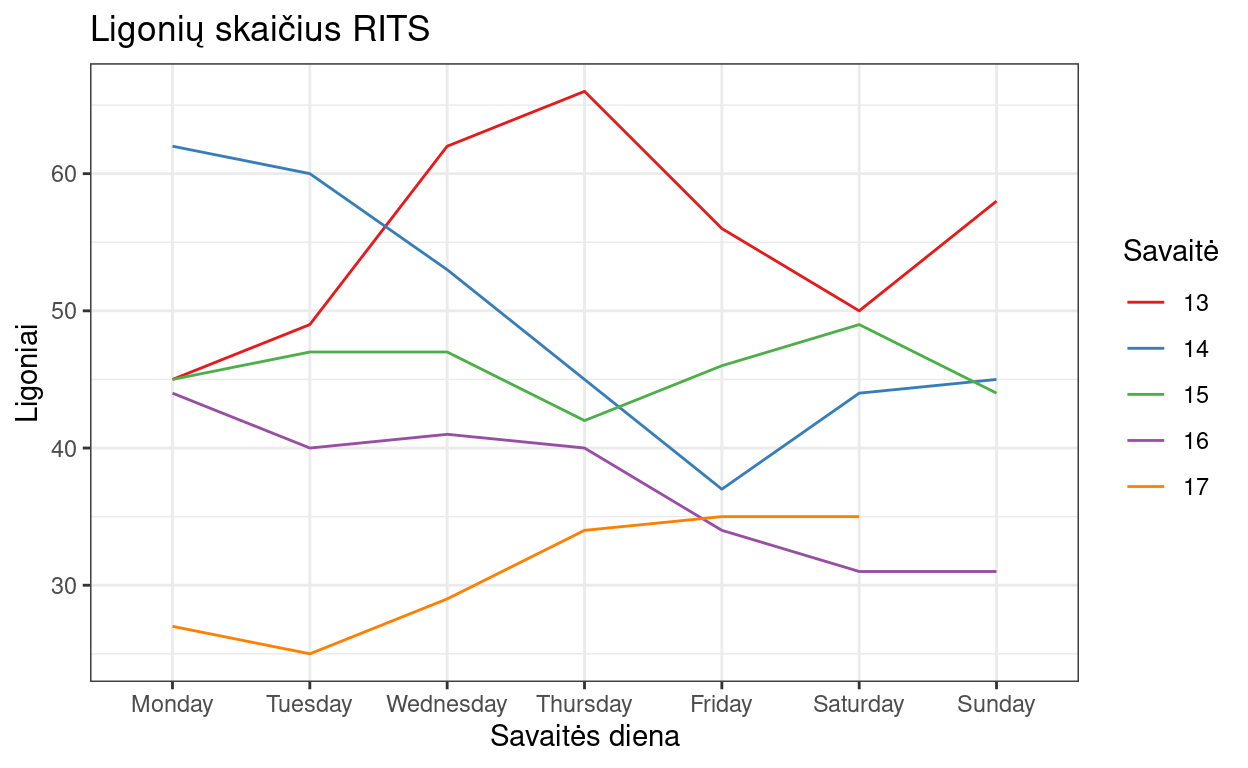 Ligonių skaičius RITS
Ligoniai
60
50
40
30
Monday Tuesday Wednesday Thursday Friday Saturday Sunday
Savaitės diena
Savaitė
13
14
15
16
17